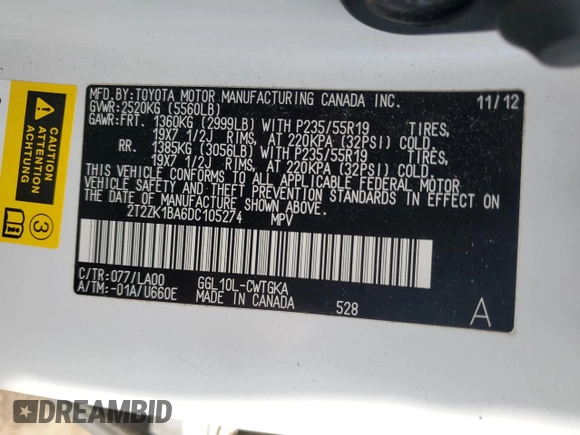 MFD.BY:TOYOTA MOTOR MANUFACTURING CANADA INC. 11/12
GVWR:2520KG (5560LB)
GAWR:FRT. 1360KG (2999LB) WITH P235/55R19 TIRES,
19X7 1/2J RIMS, AT 220KPA (32PSI) COLD.
RR. 1385KG (3056LB) WITH P235/55R19 TIRES,
19X7 1/2J RIMS, AT 220KPA (32PSI) COLD.
THIS VEHICLE CONFORMS TO ALL APPLICABLE FEDERAL MOTOR
VEHICLE SAFETY AND THEFT PREVENTION STANDARDS IN EFFECT ON
THE DATE OF MANUFACTURE SHOWN ABOVE.
2T2ZK1BA6DC105274 MPV
C/TR:077/LA00 GGL10L-CWTGKA
A/TM:-01A/U660E MADE IN CANADA 528 A
CAUTION
ATTENTION
ACHTUNG
3
DREAMBID